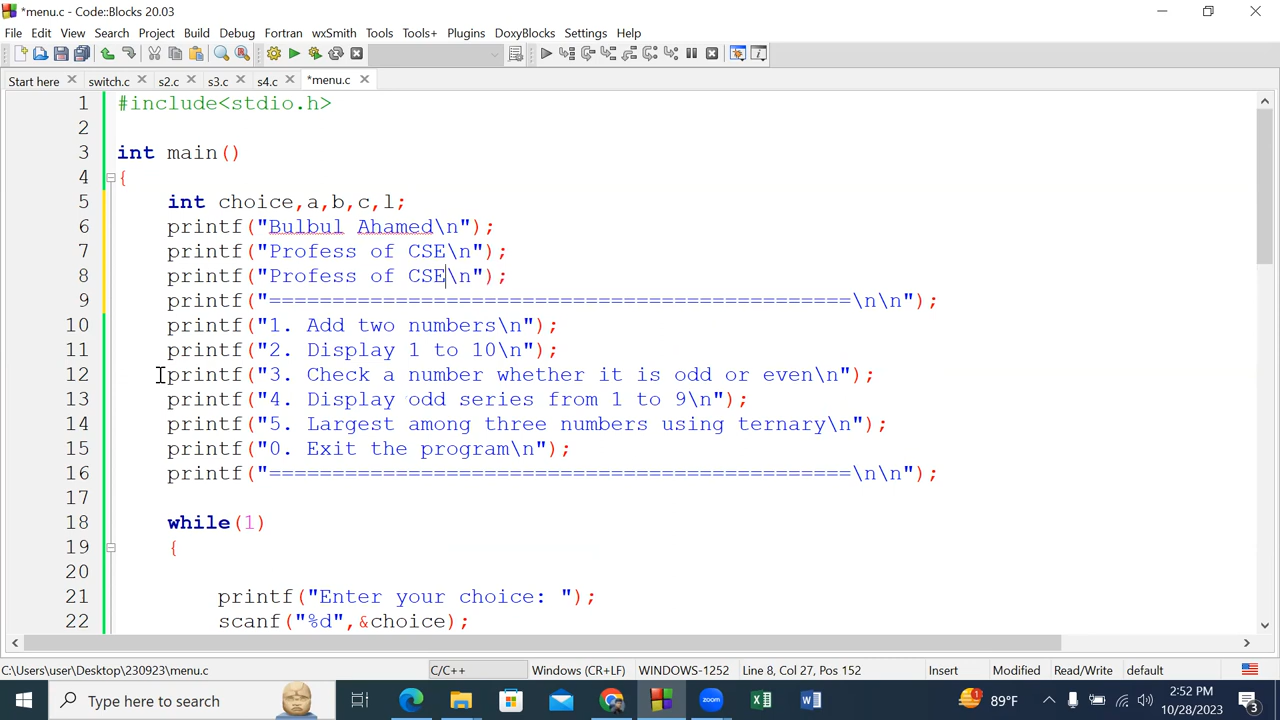 *menu.c - Code::Blocks 20.03
File Edit View Search Project Build Debug Fortran wxSmith Tools Tools+ Plugins DoxyBlocks Settings Help
Start here switch.c s2.c s3.c s4.c *menu.c
1 #include<stdio.h>
2
3 int main()
4 {
5 int choice,a,b,c,l;
6 printf("Bulbul Ahamed\n");
7 printf("Profess of CSE\n");
8 printf("Profess of CSE\n");
9 printf("==============================================\n\n");
10 printf("1. Add two numbers\n");
11 printf("2. Display 1 to 10\n");
12 printf("3. Check a number whether it is odd or even\n");
13 printf("4. Display odd series from 1 to 9\n");
14 printf("5. Largest among three numbers using ternary\n");
15 printf("0. Exit the program\n");
16 printf("==============================================\n\n");
17
18 while(1)
19 {
20
21 printf("Enter your choice: ");
22 scanf("%d",&choice);
C:\Users\user\Desktop\230923\menu.c C/C++ Windows (CR+LF) WINDOWS-1252 Line 8, Col 27, Pos 152 Insert Modified Read/Write default
Type here to search 89°F 2:52 PM
10/28/2023 3